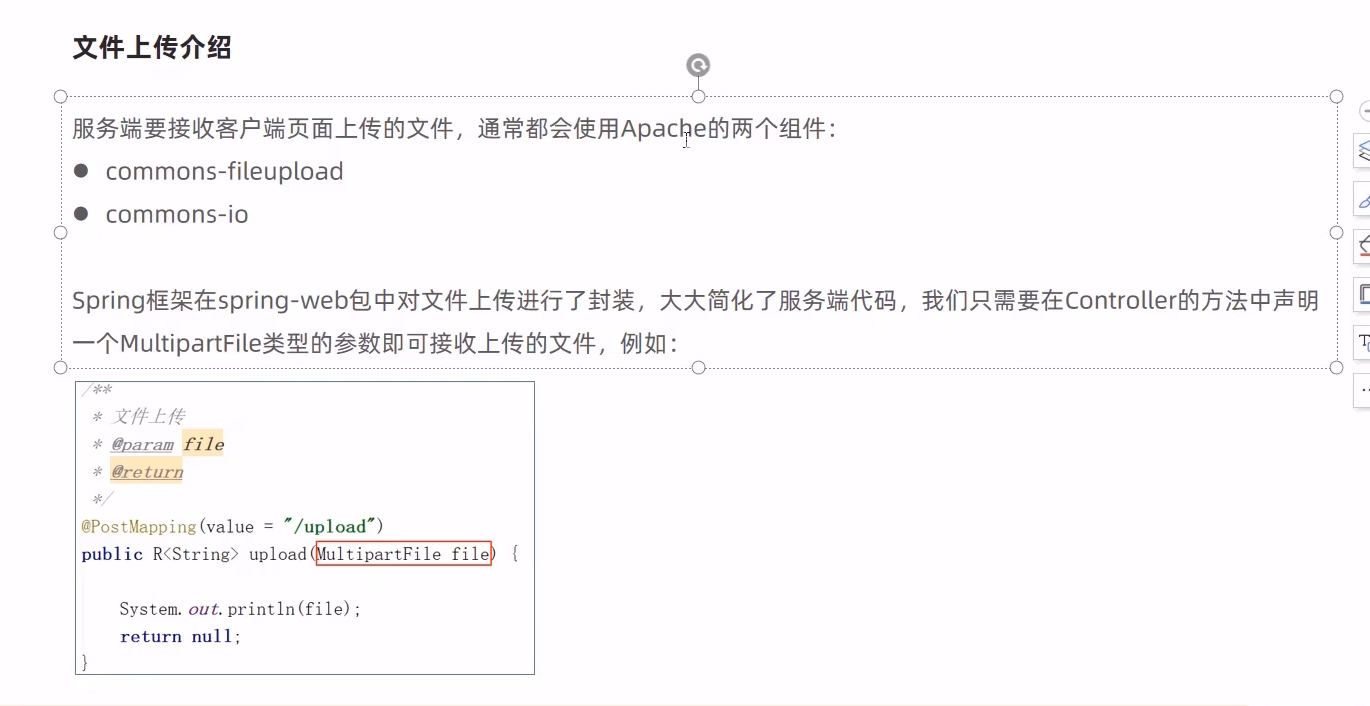 文件上传介绍
服务端要接收客户端页面上传的文件，通常都会使用Apache的两个组件：
● commons-fileupload
● commons-io
Spring框架在spring-web包中对文件上传进行了封装，大大简化了服务端代码，我们只需要在Controller的方法中声明
一个MultipartFile类型的参数即可接收上传的文件，例如：
/**
* 文件上传
* @param file
* @return
*/
@PostMapping(value = "/upload")
public R<String> upload(MultipartFile file) {
System.out.println(file);
return null;
}